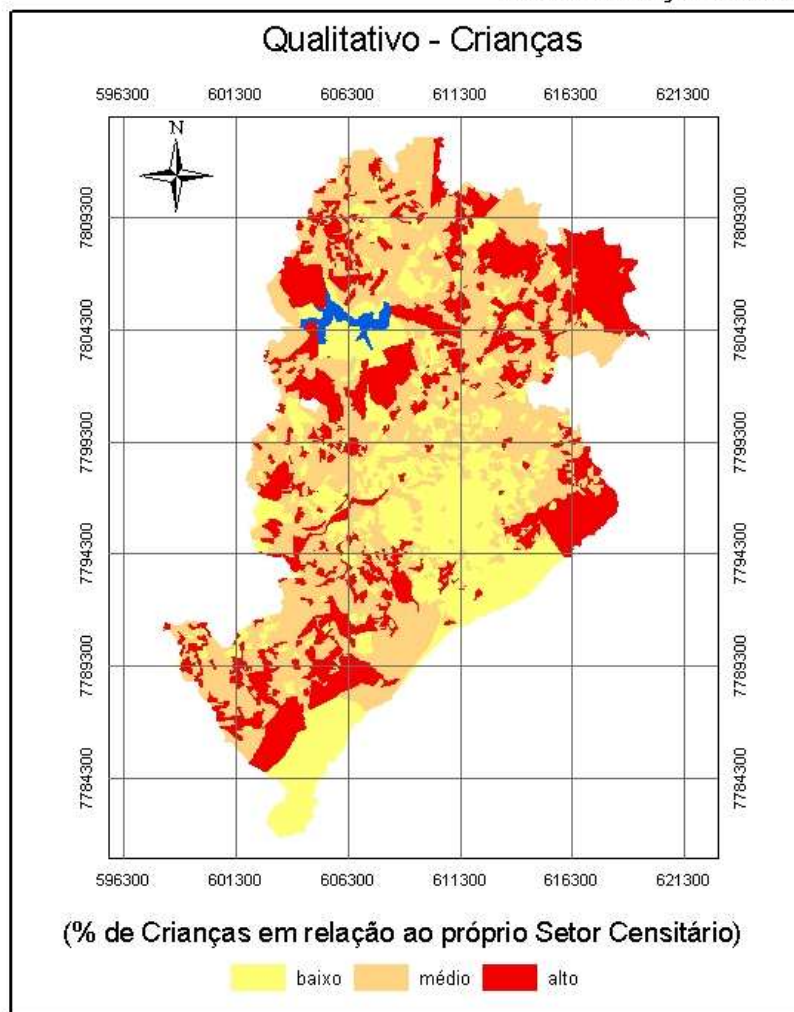 Qualitativo - Crianças
596300 601300 606300 611300 616300 621300
N
7809300 7809300
7804300 7804300
7799300 7799300
7794300 7794300
7789300 7789300
7784300 7784300
596300 601300 606300 611300 616300 621300
(% de Crianças em relação ao próprio Setor Censitário)
baixo médio alto